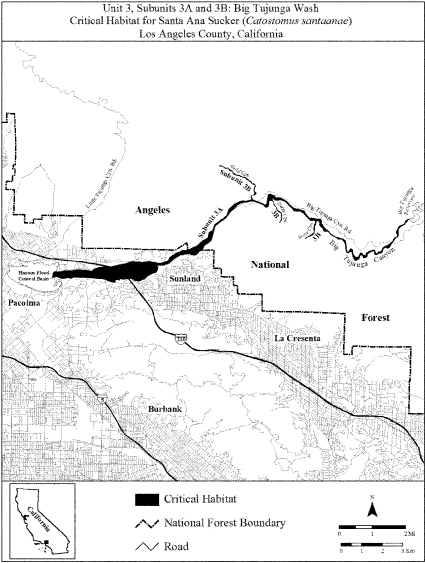 Unit 3, Subunits 3A and 3B: Big Tujunga Wash
Critical Habitat for Santa Ana Sucker (Catostomus santaanae)
Los Angeles County, California
Little Tujunga Cyn. Rd.
Subunit 3B
Angeles
Subunit 3A
3B
Big Tujunga Cyn. Rd.
3B
Big Tujunga Canyon
Big Tujunga
National
Hansen Flood
Control Basin
Sunland
Pacoima
Forest
La Cresenta
210
5
Burbank
California
Critical Habitat
National Forest Boundary
Road
N
0 1 2 Mi
0 1 2 3 Km